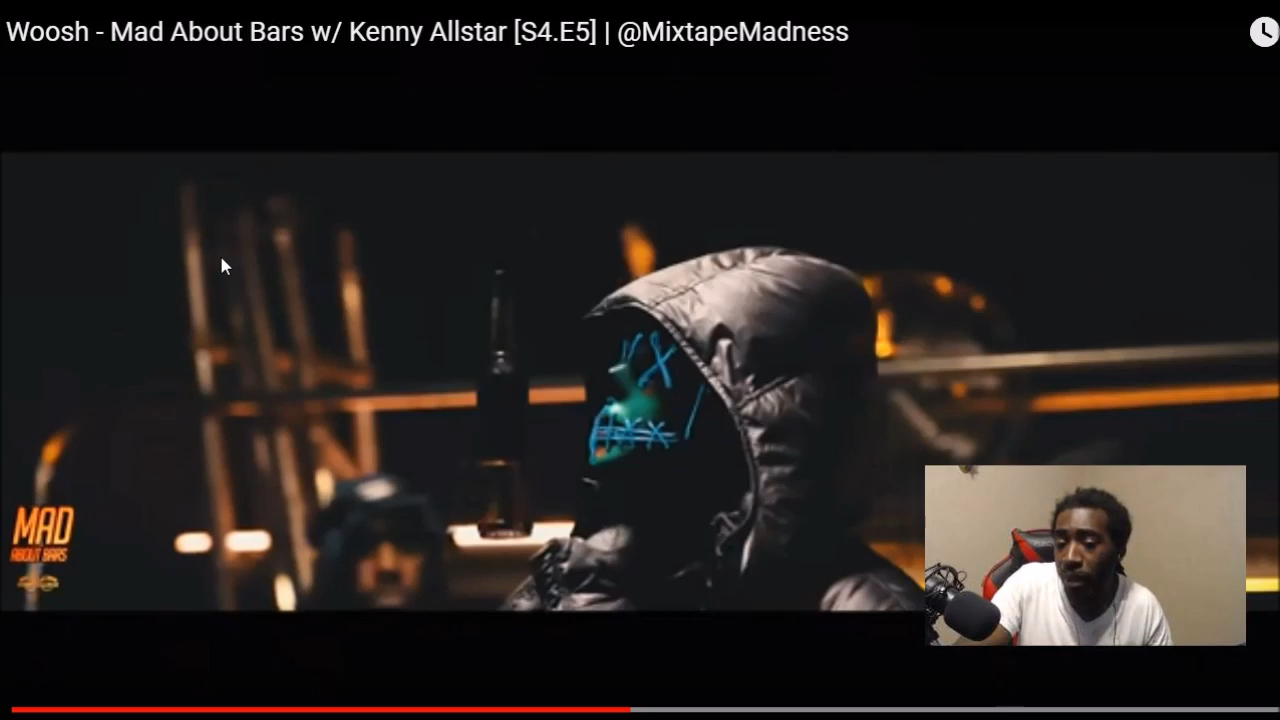 Woosh - Mad About Bars w/ Kenny Allstar [S4.E5] | @MixtapeMadness
MAD
ABOUT BARS